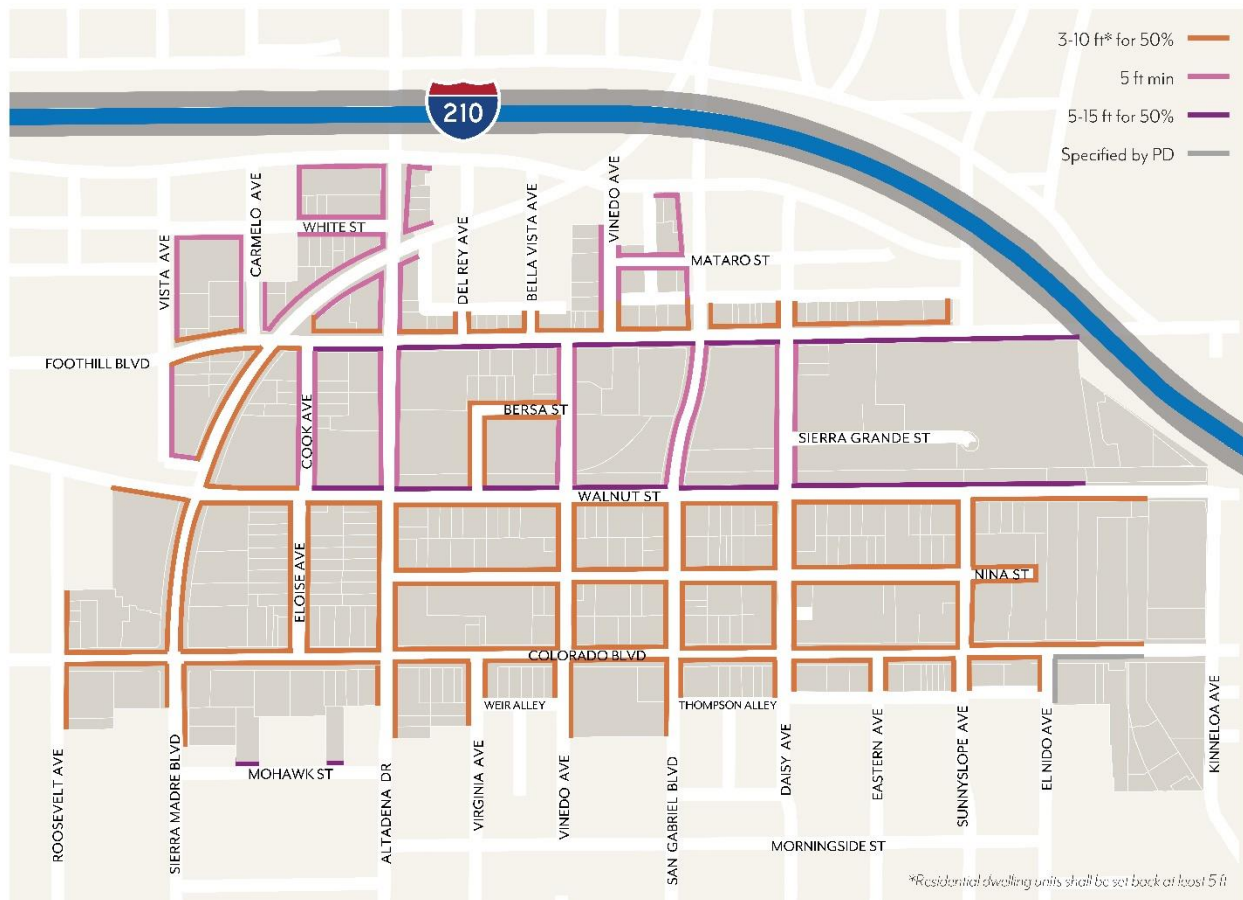 3-10 ft* for 50%
5 ft min
5-15 ft for 50%
Specified by PD
210
VISTA AVE
CARMELO AVE
WHITE ST
DEL REY AVE
BELLA VISTA AVE
VINEDO AVE
MATARO ST
FOOTHILL BLVD
COOK AVE
BERSA ST
SIERRA GRANDE ST
WALNUT ST
ELOISE AVE
NINA ST
COLORADO BLVD
WEIR ALLEY
THOMPSON ALLEY
MOHAWK ST
ROOSEVELT AVE
SIERRA MADRE BLVD
ALTADENA DR
VIRGINIA AVE
VINEDO AVE
SAN GABRIEL BLVD
DAISY AVE
EASTERN AVE
SUNNYSLOPE AVE
EL NIDO AVE
KINNELOA AVE
MORNINGSIDE ST
*Residential dwelling units shall be set back at least 5 ft